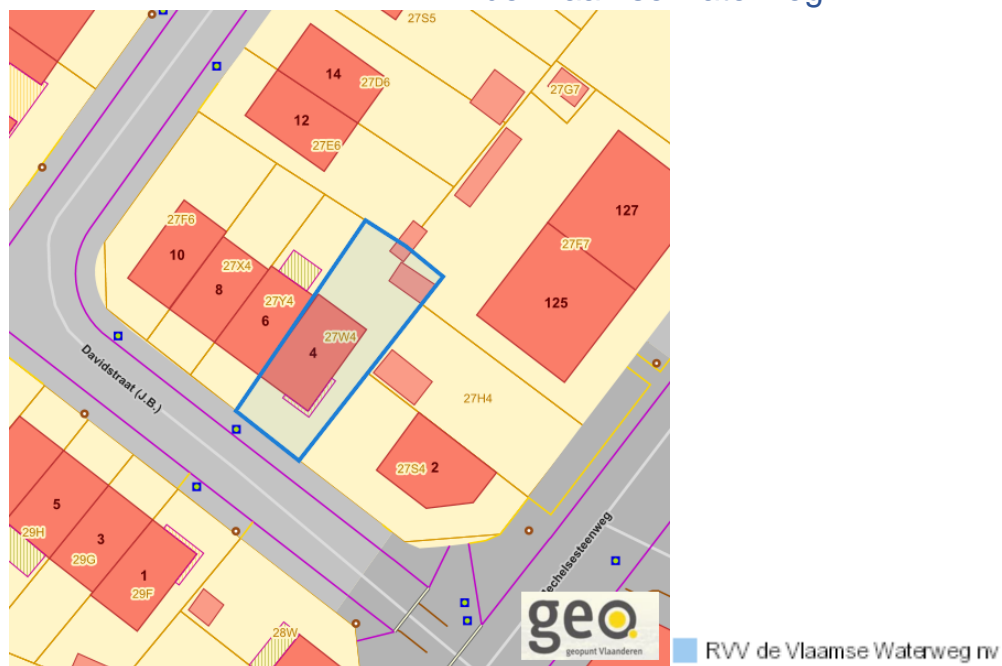 27S5
14
27D6
27G7
12
27E6
127
27F6
27F7
10
27X4
8
125
27Y4
6
27W4
4
Davidstraat (J.B.)
27H4
27S4
2
5
3
29H
29G
1
29F
28W
geo
geopunt Vlaanderen
RVV de Vlaamse Waterweg nv